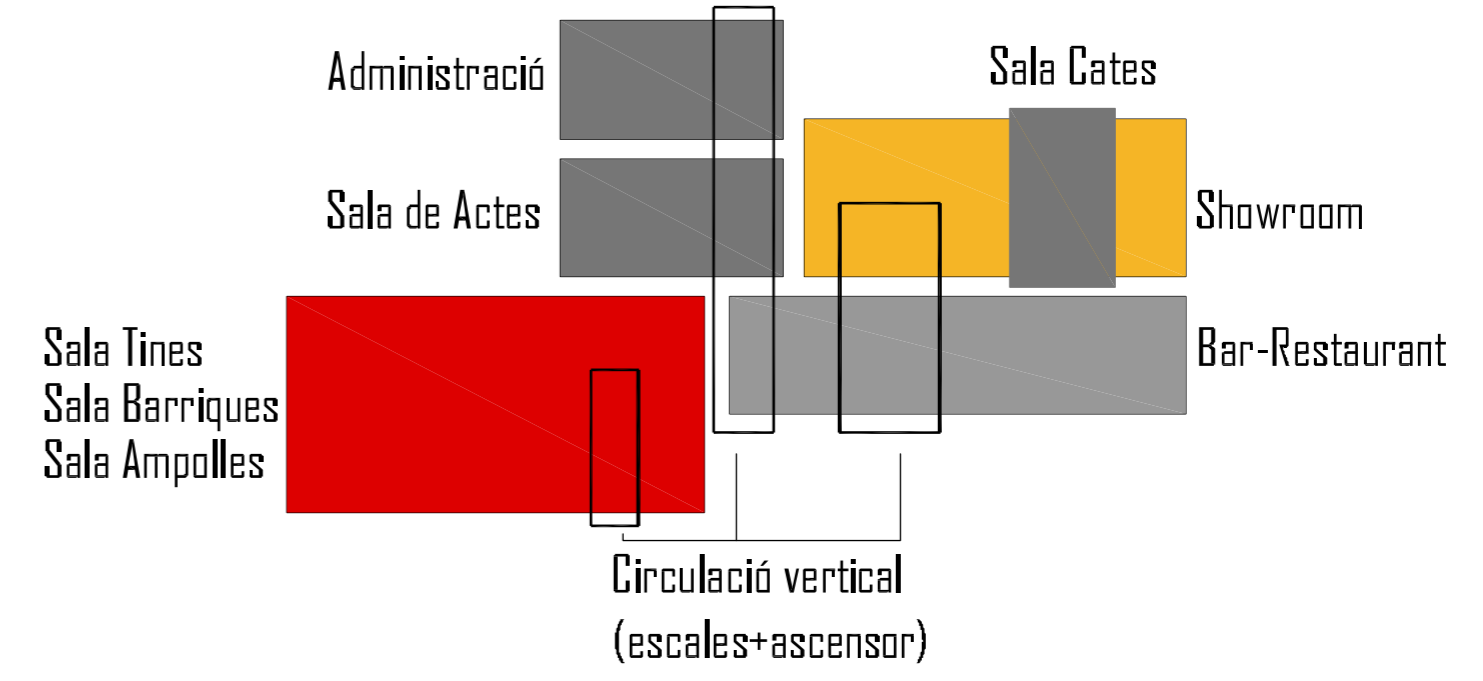 Administració
Sala Cates
Sala de Actes
Showroom
Sala Tines
Sala Barriques
Sala Ampolles
Bar-Restaurant
Circulació vertical
(escales+ascensor)